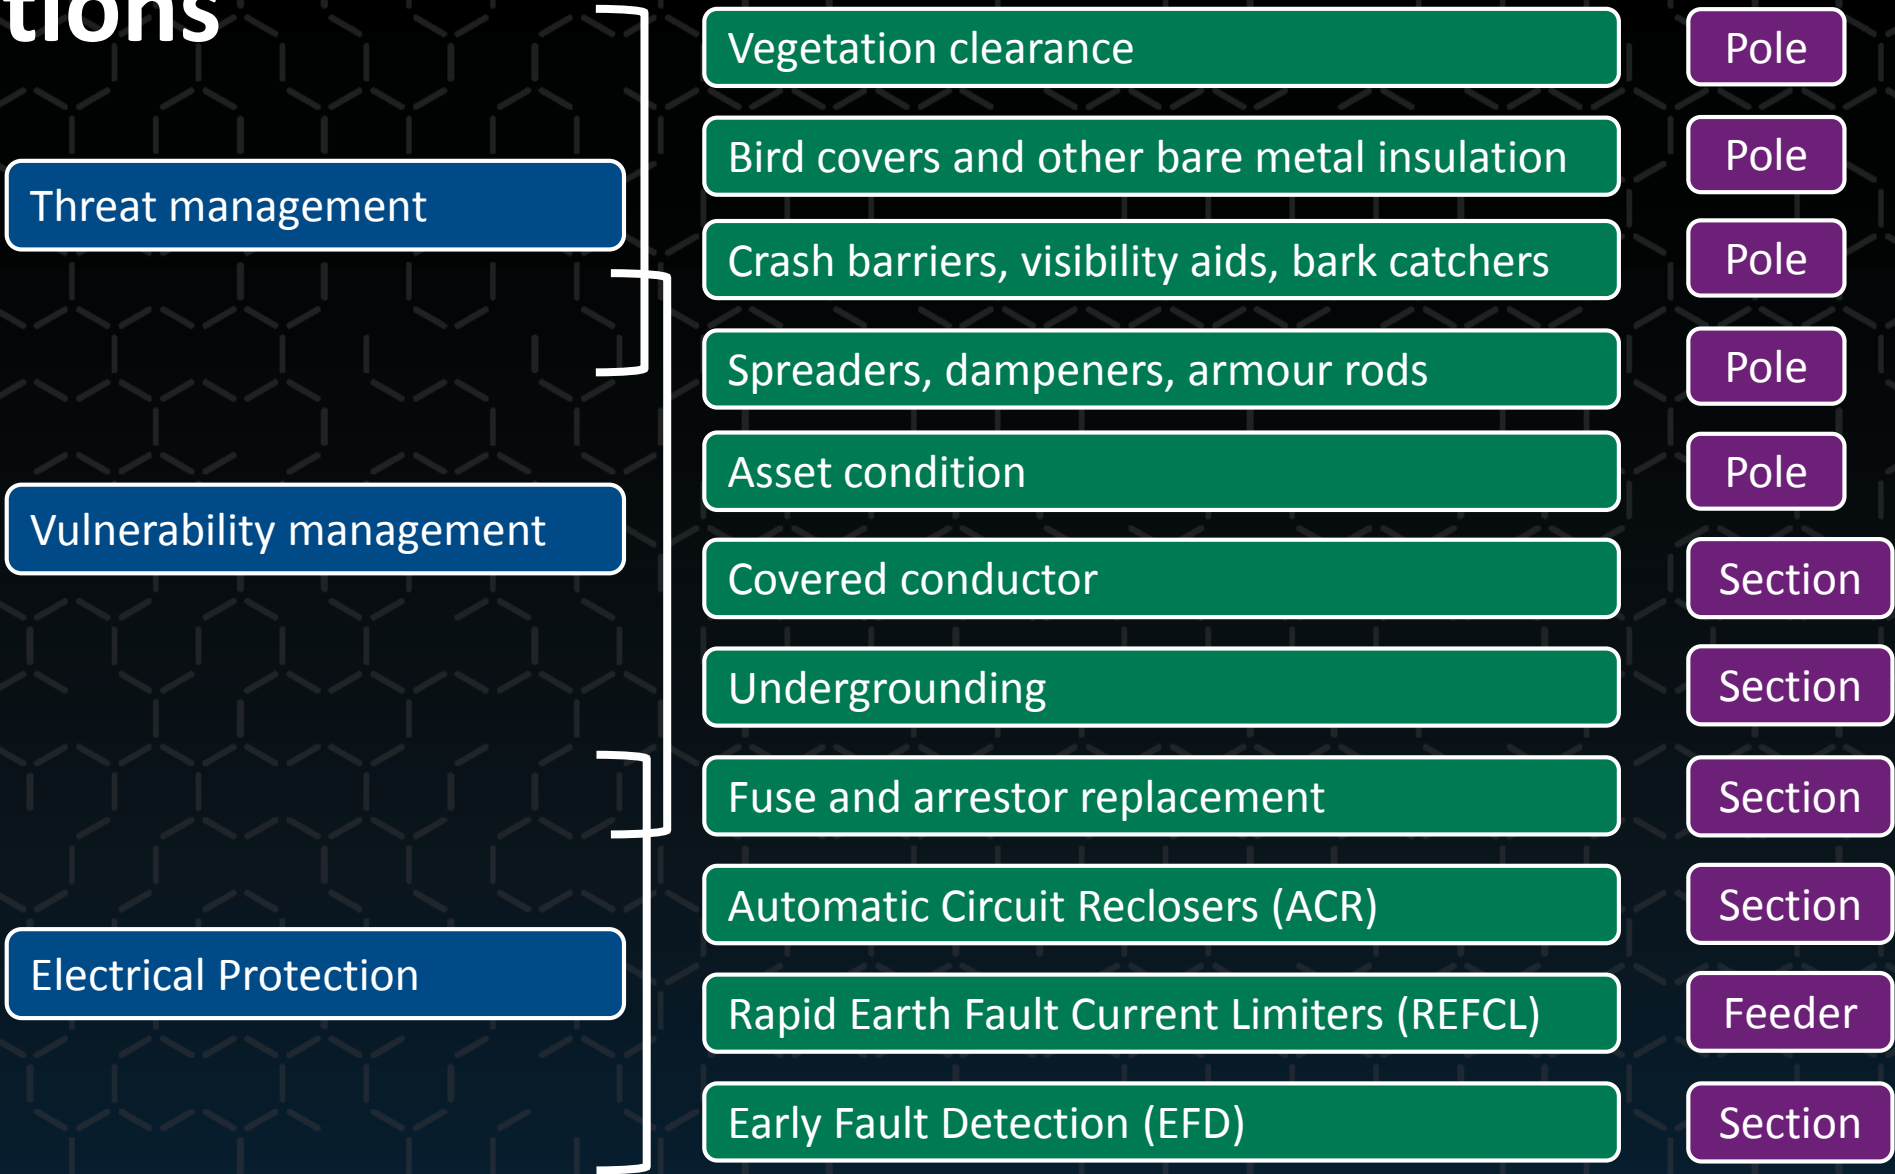 tions
Vegetation clearance Pole
Bird covers and other bare metal insulation Pole
Threat management
Crash barriers, visibility aids, bark catchers Pole
Spreaders, dampeners, armour rods Pole
Asset condition Pole
Vulnerability management
Covered conductor Section
Undergrounding Section
Fuse and arrestor replacement Section
Automatic Circuit Reclosers (ACR) Section
Electrical Protection
Rapid Earth Fault Current Limiters (REFCL) Feeder
Early Fault Detection (EFD) Section